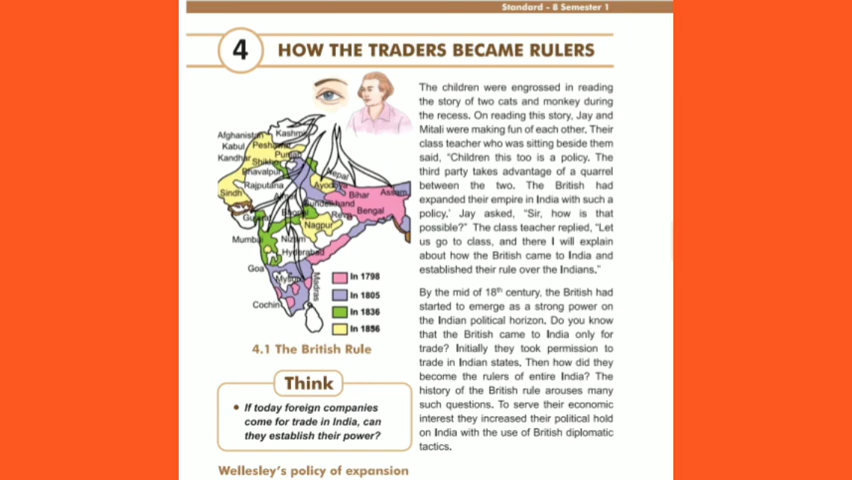 Standard - 8 Semester 1
4
HOW THE TRADERS BECAME RULERS
Afghanistan
Kashmir
Kabul
Kandhar
Bhavalpur
Rajputana
Sindh
Nepal
Ayodhya
Bihar
Assam
Bundelkhand
Bengal
Rewa
Bhopal
Nagpur
Mumbai
Nizam
Hyderabad
Goa
Madras
Cochin
In 1798
In 1805
In 1836
In 1856
4.1 The British Rule
Think
• If today foreign companies
come for trade in India, can
they establish their power?
Wellesley's policy of expansion
The children were engrossed in reading
the story of two cats and monkey during
the recess. On reading this story, Jay and
Mitali were making fun of each other. Their
class teacher who was sitting beside them
said, "Children this too is a policy. The
third party takes advantage of a quarrel
between the two. The British had
expanded their empire in India with such a
policy.' Jay asked, "Sir, how is that
possible?" The class teacher replied, "Let
us go to class, and there I will explain
about how the British came to India and
established their rule over the Indians."
By the mid of 18th century, the British had
started to emerge as a strong power on
the Indian political horizon. Do you know
that the British came to India only for
trade? Initially they took permission to
trade in Indian states. Then how did they
become the rulers of entire India? The
history of the British rule arouses many
such questions. To serve their economic
interest they increased their political hold
on India with the use of British diplomatic
tactics.